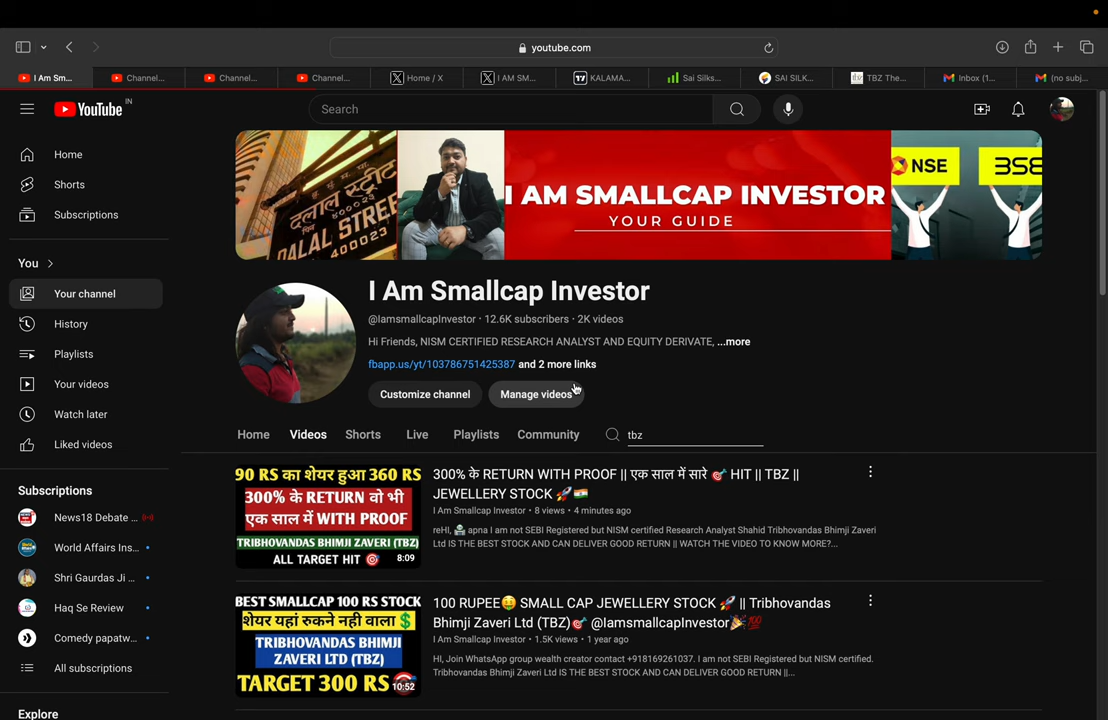 youtube.com
I Am Sm...
Channel...
Channel...
Channel...
Home / X
I AM SM...
KALAMA...
Sai Silks...
SAI SILK...
TBZ The...
Inbox (1...
(no subj...
YouTube IN
Search
Home
Shorts
Subscriptions
You
Your channel
History
Playlists
Your videos
Watch later
Liked videos
Subscriptions
News18 Debate ...
World Affairs Ins...
Shri Gaurdas Ji ...
Haq Se Review
Comedy papatw...
All subscriptions
Explore
दलाल स्ट्रीट
DALAL STREET
400023
I AM SMALLCAP INVESTOR
YOUR GUIDE
NSE
BSE
I Am Smallcap Investor
@IamsmallcapInvestor · 12.6K subscribers · 2K videos
Hi Friends, NISM CERTIFIED RESEARCH ANALYST AND EQUITY DERIVATE, ...more
fbapp.us/yt/103786751425387 and 2 more links
Customize channel
Manage videos
Home
Videos
Shorts
Live
Playlists
Community
tbz
90 RS का शेयर हुआ 360 RS
300% के RETURN वो भी
एक साल में WITH PROOF
TRIBHOVANDAS BHIMJI ZAVERI (TBZ)
ALL TARGET HIT 🎯
8:09
300% के RETURN WITH PROOF || एक साल में सारे 🎯 HIT || TBZ ||
JEWELLERY STOCK 🚀🇮🇳
I Am Smallcap Investor • 8 views • 4 minutes ago
reHI, apna I am not SEBI Registered but NISM certified Research Analyst Shahid Tribhovandas Bhimji Zaveri
Ltd IS THE BEST STOCK AND CAN DELIVER GOOD RETURN || WATCH THE VIDEO TO KNOW MORE?...
BEST SMALLCAP 100 RS STOCK
शेयर यहां रुकने नही वाला
TRIBHOVANDAS BHIMJI
ZAVERI LTD (TBZ)
TARGET 300 RS
10:52
100 RUPEE🤑 SMALL CAP JEWELLERY STOCK 🚀 || Tribhovandas
Bhimji Zaveri Ltd (TBZ)🎯 @IamsmallcapInvestor🎉💯
I Am Smallcap Investor • 1.5K views • 1 year ago
HI, Join WhatsApp group wealth creator contact +918169261037. I am not SEBI Registered but NISM certified.
Tribhovandas Bhimji Zaveri Ltd IS THE BEST STOCK AND CAN DELIVER GOOD RETURN ||...